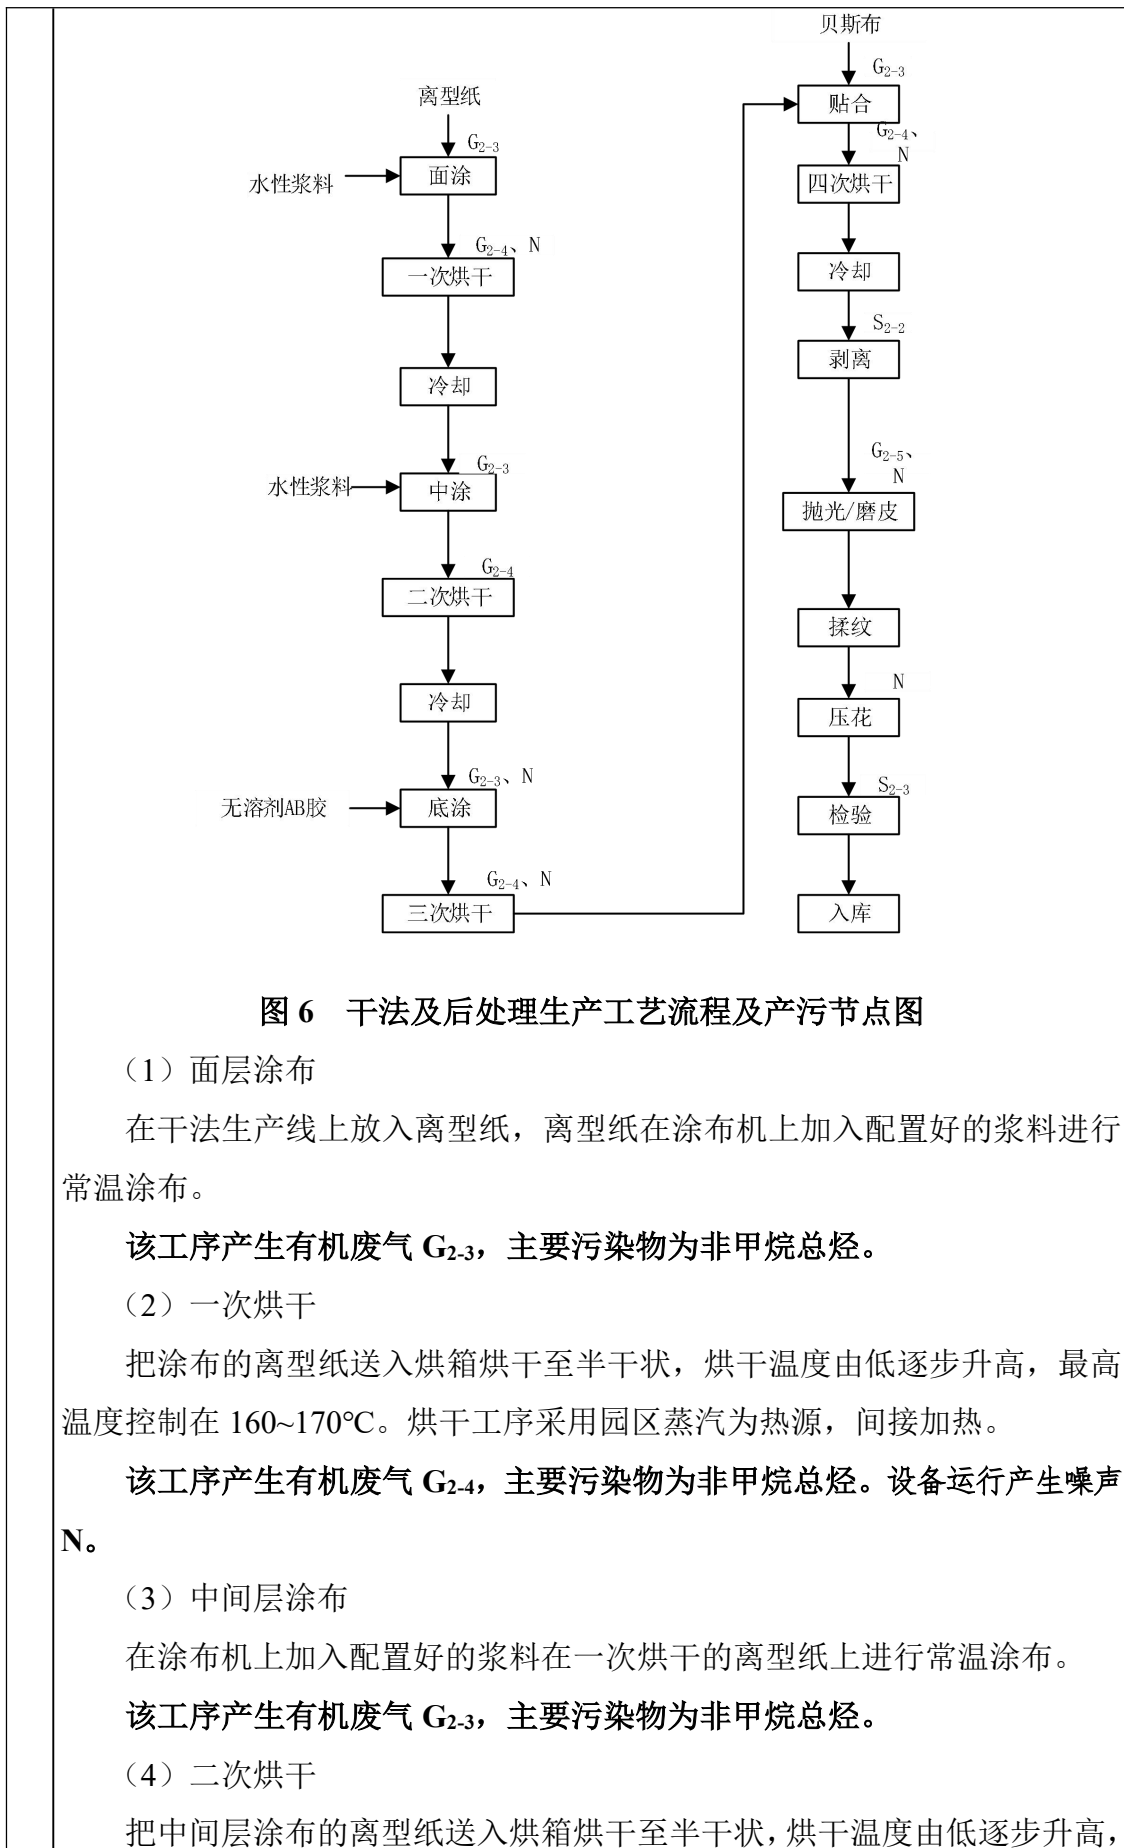 离型纸
G2-3
水性浆料
面涂
G2-4、N
一次烘干
冷却
G2-3
水性浆料
中涂
G2-4
二次烘干
冷却
G2-3、N
无溶剂AB胶
底涂
G2-4、N
三次烘干
贝斯布
G2-3
贴合
G2-4、
N
四次烘干
冷却
S2-2
剥离
G2-5、
N
抛光/磨皮
揉纹
N
压花
S2-3
检验
入库
图 6 干法及后处理生产工艺流程及产污节点图
（1）面层涂布
在干法生产线上放入离型纸，离型纸在涂布机上加入配置好的浆料进行
常温涂布。
该工序产生有机废气 G2-3，主要污染物为非甲烷总烃。
（2）一次烘干
把涂布的离型纸送入烘箱烘干至半干状，烘干温度由低逐步升高，最高
温度控制在 160~170℃。烘干工序采用园区蒸汽为热源，间接加热。
该工序产生有机废气 G2-4，主要污染物为非甲烷总烃。设备运行产生噪声
N。
（3）中间层涂布
在涂布机上加入配置好的浆料在一次烘干的离型纸上进行常温涂布。
该工序产生有机废气 G2-3，主要污染物为非甲烷总烃。
（4）二次烘干
把中间层涂布的离型纸送入烘箱烘干至半干状，烘干温度由低逐步升高，